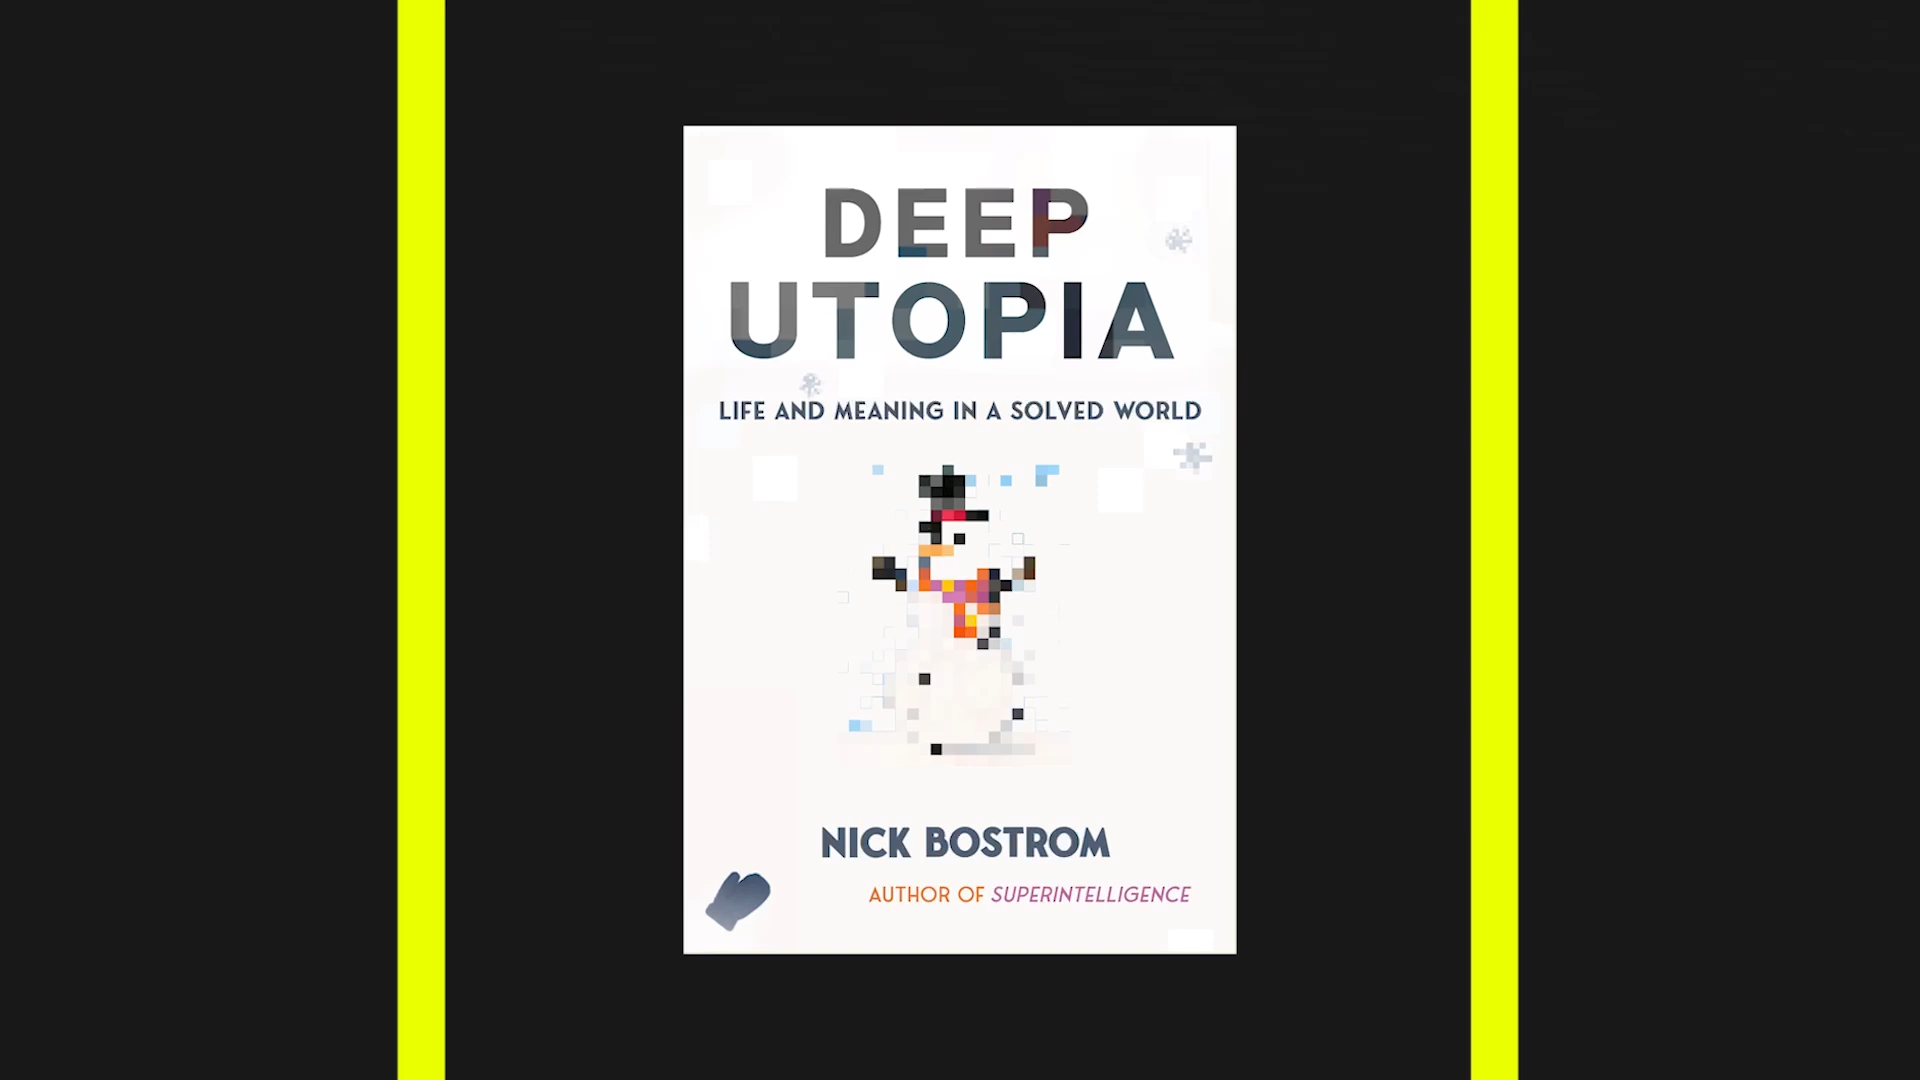 DEEP
UTOPIA
LIFE AND MEANING IN A SOLVED WORLD
NICK BOSTROM
AUTHOR OF SUPERINTELLIGENCE